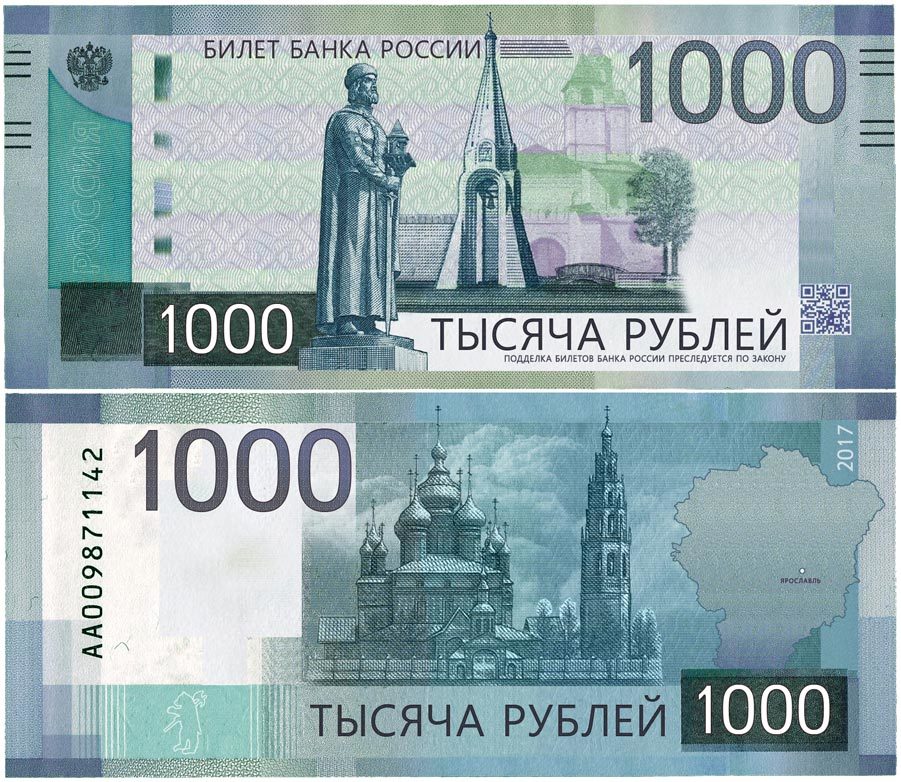 БИЛЕТ БАНКА РОССИИ
1000
РОССИЯ
1000
ТЫСЯЧА РУБЛЕЙ
ПОДДЕЛКА БИЛЕТОВ БАНКА РОССИИ ПРЕСЛЕДУЕТСЯ ПО ЗАКОНУ
АА009871142
1000
2017
ЯРОСЛАВЛЬ
ТЫСЯЧА РУБЛЕЙ
1000